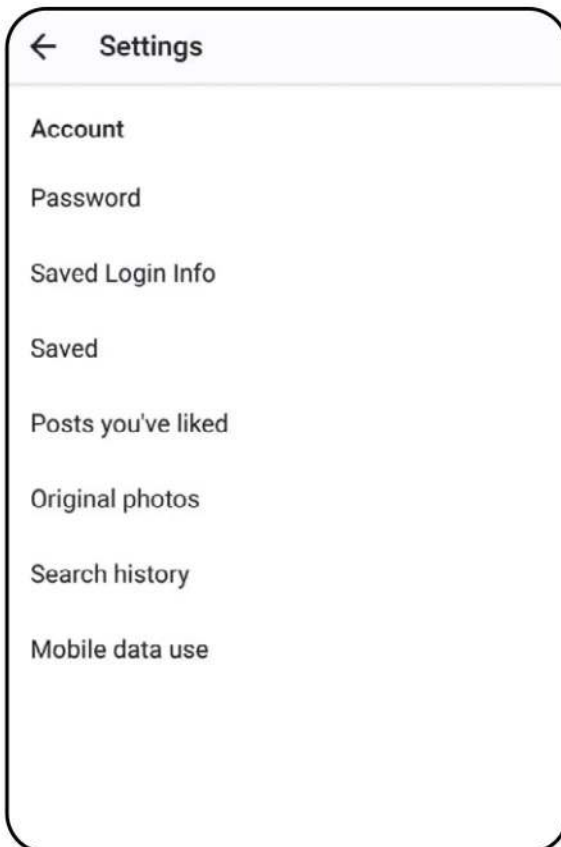 Settings
Account
Password
Saved Login Info
Saved
Posts you've liked
Original photos
Search history
Mobile data use